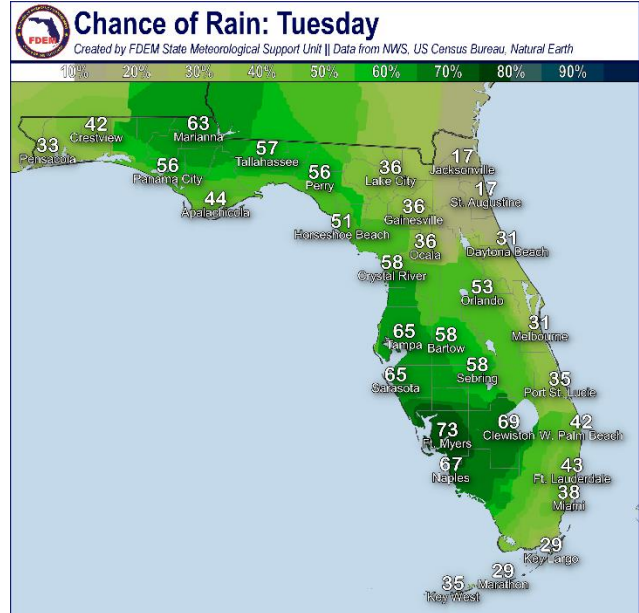 FDEM
Chance of Rain: Tuesday
Created by FDEM State Meteorological Support Unit || Data from NWS, US Census Bureau, Natural Earth
10% 20% 30% 40% 50% 60% 70% 80% 90%
33
Pensacola
42
Crestview
63
Marianna
56
Panama City
57
Tallahassee
44
Apalachicola
56
Perry
36
Lake City
17
Jacksonville
17
St. Augustine
36
Gainesville
51
Horseshoe Beach
36
Ocala
31
Daytona Beach
58
Crystal River
53
Orlando
31
Melbourne
65
Tampa
58
Bartow
58
Sebring
65
Sarasota
35
Port St. Lucie
73
Ft. Myers
69
Clewiston
42
W. Palm Beach
67
Naples
43
Ft. Lauderdale
38
Miami
29
Key Largo
29
Marathon
35
Key West